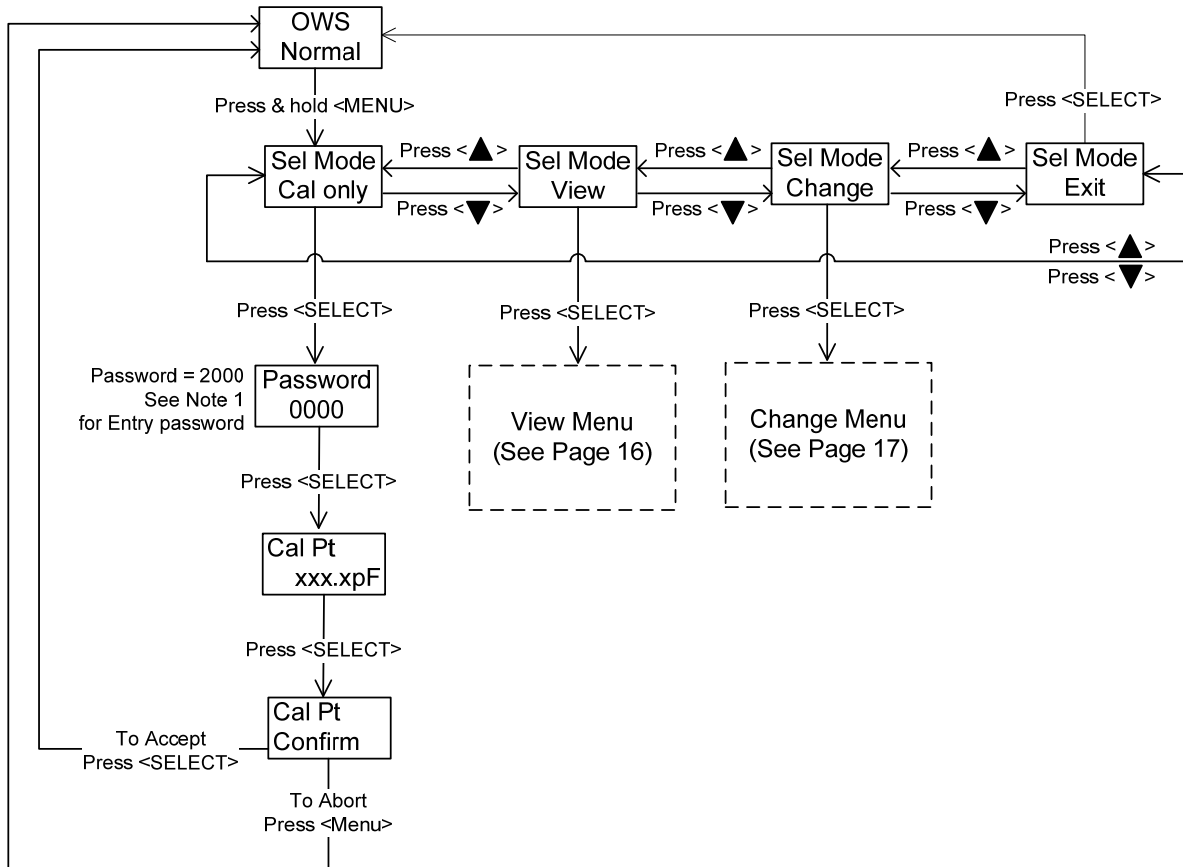 OWS
Normal
Press & hold <MENU>
Press <SELECT>
Sel Mode
Cal only
Press <▲>
Press <▼>
Sel Mode
View
Press <▲>
Press <▼>
Sel Mode
Change
Press <▲>
Press <▼>
Sel Mode
Exit
Press <▲>
Press <▼>
Press <SELECT>
Press <SELECT>
Press <SELECT>
Password = 2000
See Note 1
for Entry password
Password
0000
View Menu
(See Page 16)
Change Menu
(See Page 17)
Press <SELECT>
Cal Pt
xxx.xpF
Press <SELECT>
Cal Pt
Confirm
To Accept
Press <SELECT>
To Abort
Press <Menu>